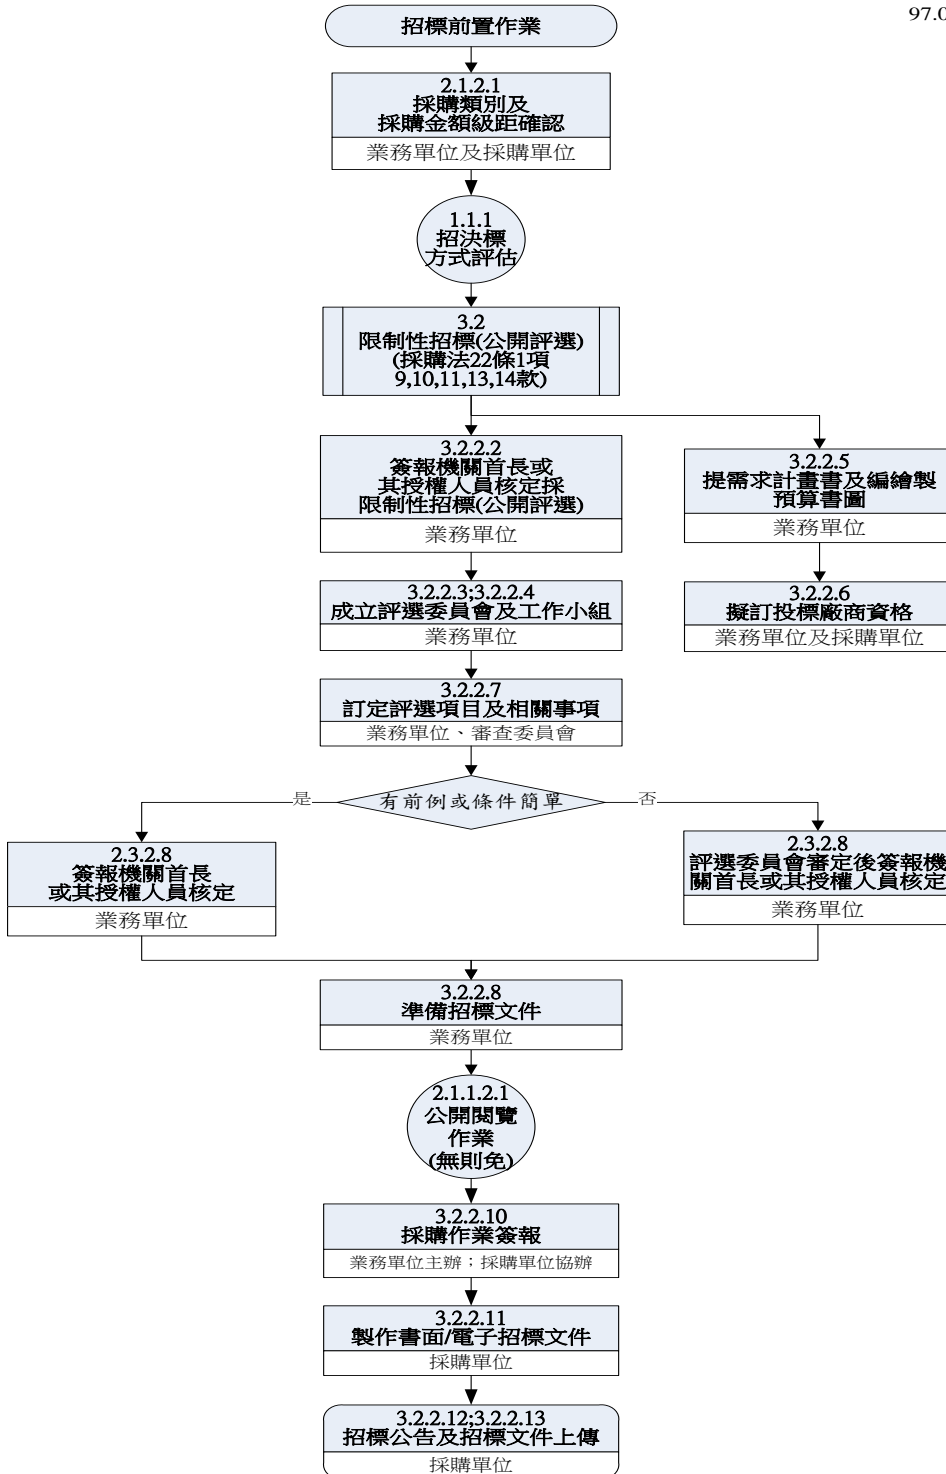 97.0
招標前置作業
2.1.2.1
採購類別及
採購金額級距確認
業務單位及採購單位
1.1.1
招決標
方式評估
3.2
限制性招標(公開評選)
(採購法22條1項
9,10,11,13,14款)
3.2.2.2
簽報機關首長或
其授權人員核定採
限制性招標(公開評選)
業務單位
3.2.2.5
提需求計畫書及編繪製
預算書圖
業務單位
3.2.2.3;3.2.2.4
成立評選委員會及工作小組
業務單位
3.2.2.6
擬訂投標廠商資格
業務單位及採購單位
3.2.2.7
訂定評選項目及相關事項
業務單位、審查委員會
有前例或條件簡單
是
否
2.3.2.8
簽報機關首長
或其授權人員核定
業務單位
2.3.2.8
評選委員會審定後簽報機
關首長或其授權人員核定
業務單位
3.2.2.8
準備招標文件
業務單位
2.1.1.2.1
公開閱覽
作業
(無則免)
3.2.2.10
採購作業簽報
業務單位主辦；採購單位協辦
3.2.2.11
製作書面/電子招標文件
採購單位
3.2.2.12;3.2.2.13
招標公告及招標文件上傳
採購單位